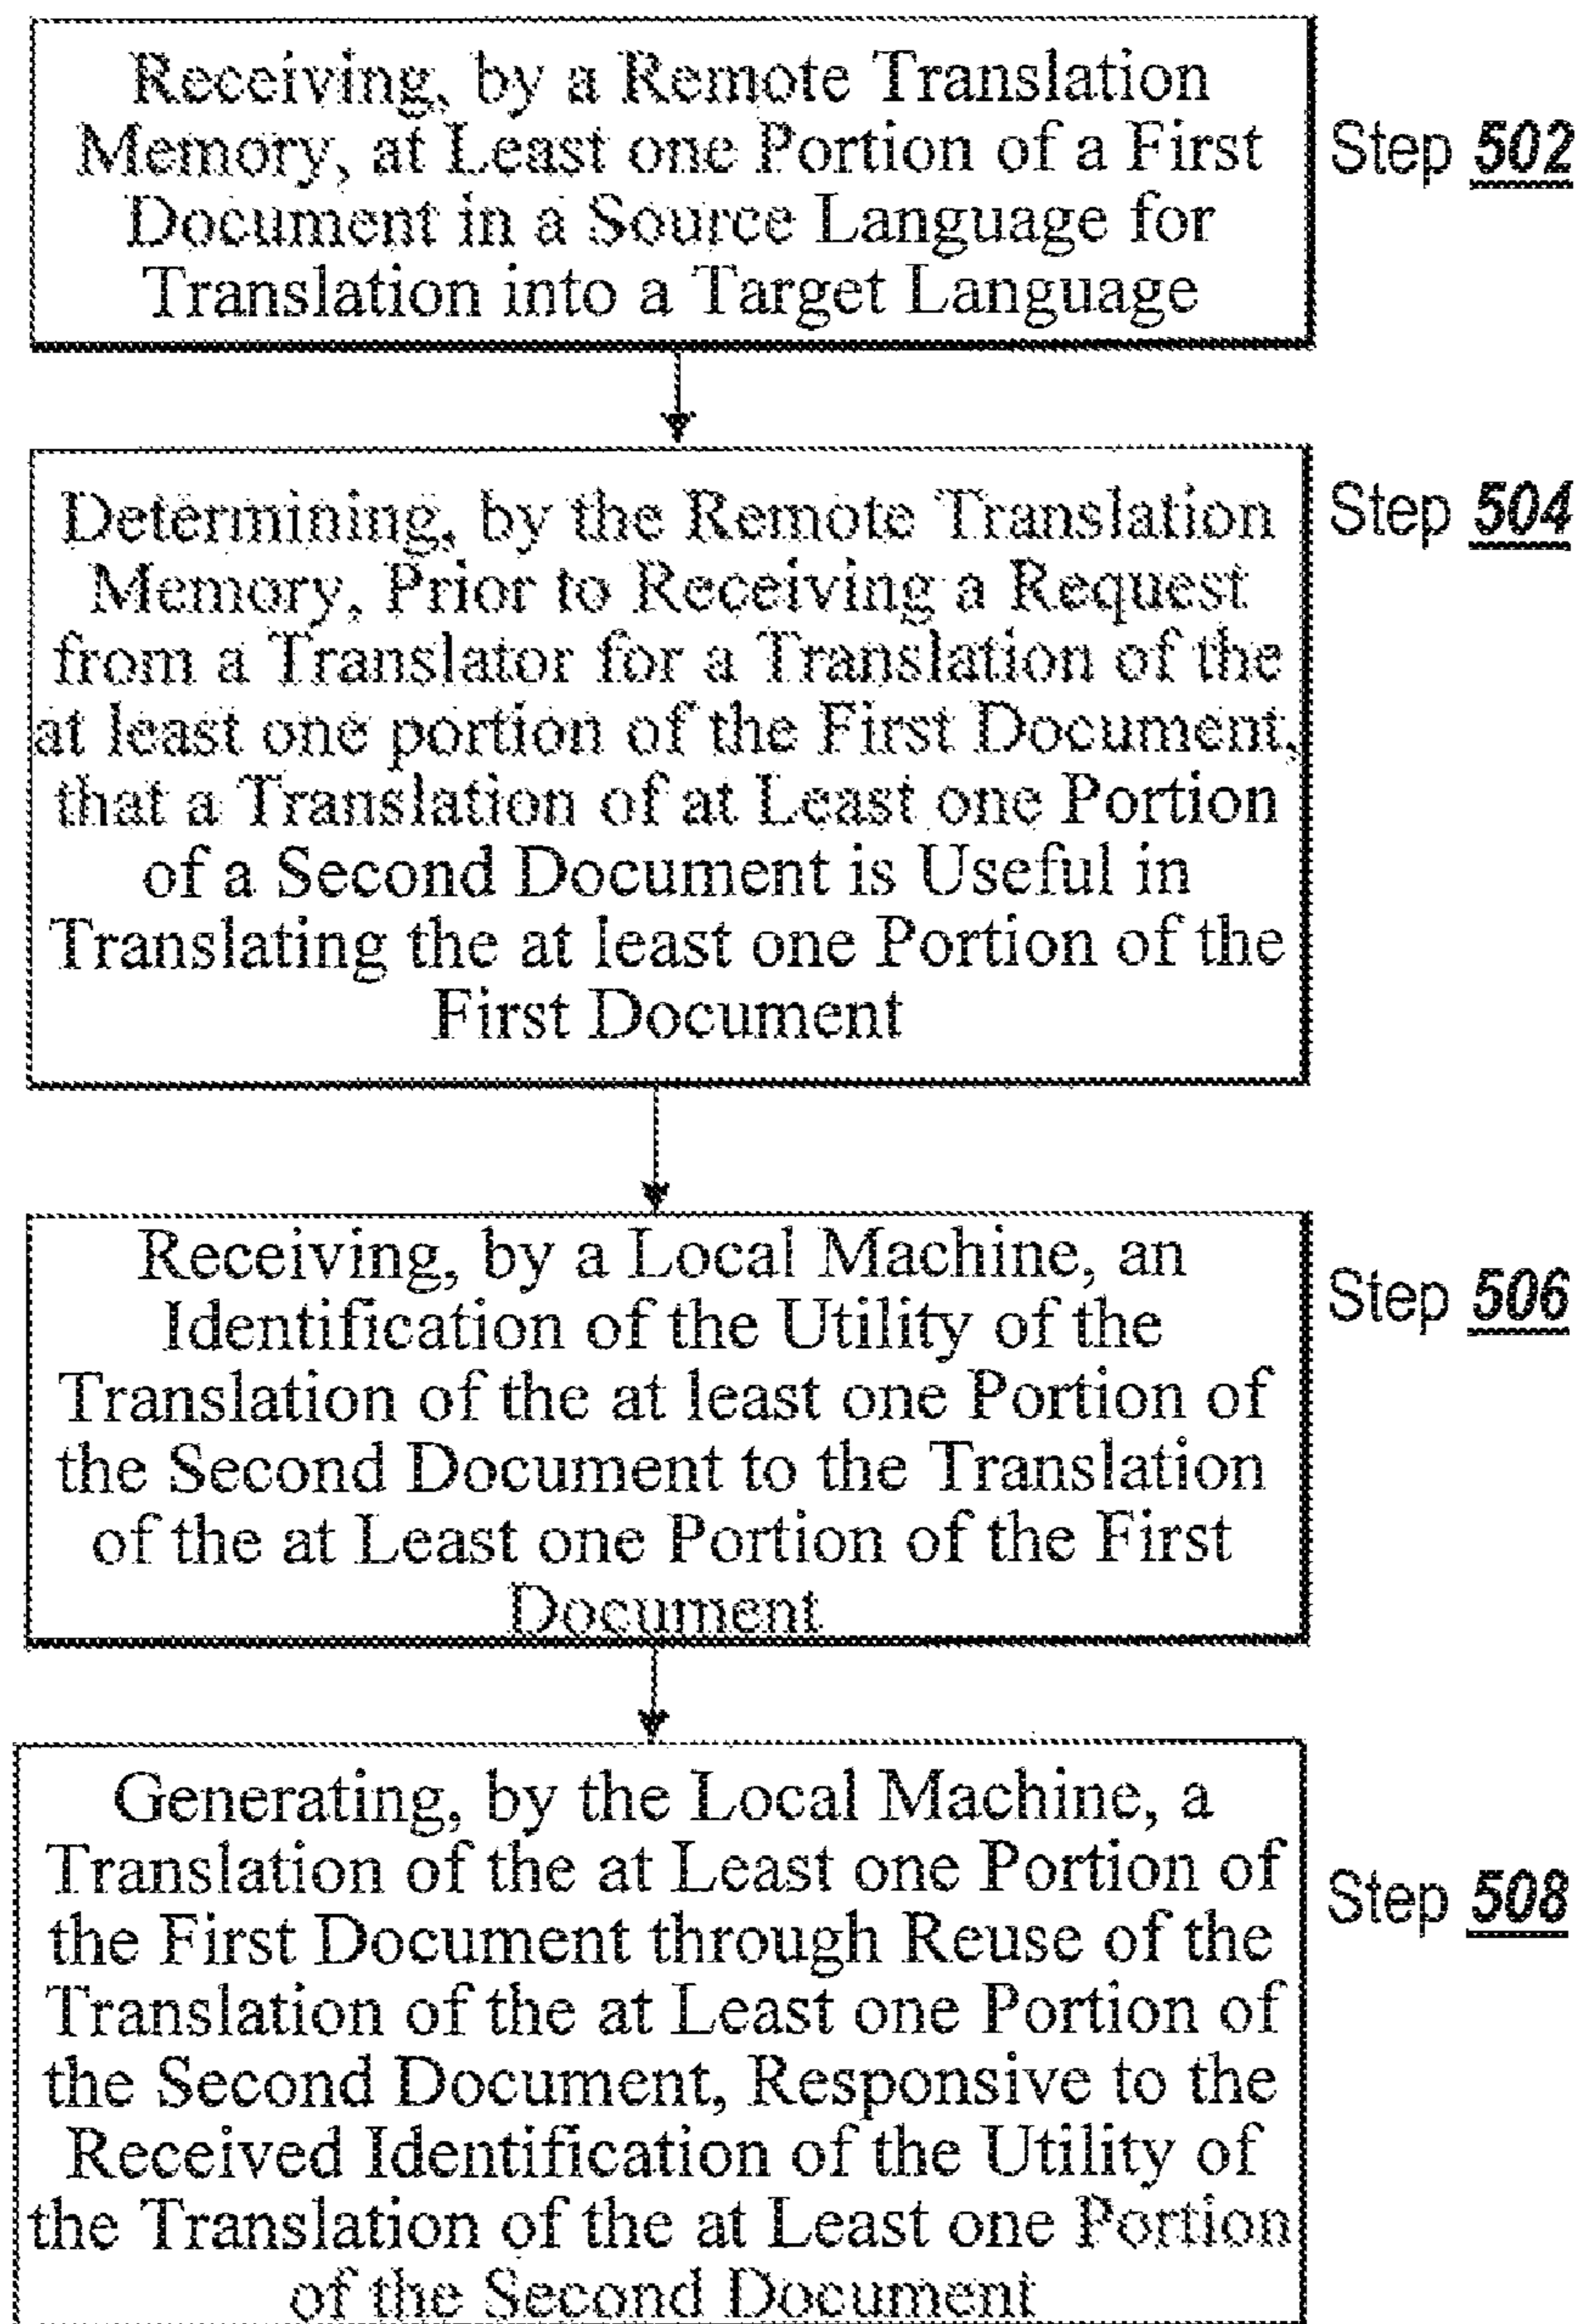 Receiving, by a Remote Translation
Memory, at Least one Portion of a First
Document in a Source Language for
Translation into a Target Language
Step 502
Determining, by the Remote Translation
Memory, Prior to Receiving a Request
from a Translator for a Translation of the
at least one portion of the First Document,
that a Translation of at Least one Portion
of a Second Document is Useful in
Translating the at least one Portion of the
First Document
Step 504
Receiving, by a Local Machine, an
Identification of the Utility of the
Translation of the at least one Portion of
the Second Document to the Translation
of the at Least one Portion of the First
Document
Step 506
Generating, by the Local Machine, a
Translation of the at Least one Portion of
the First Document through Reuse of the
Translation of the at Least one Portion of
the Second Document, Responsive to the
Received Identification of the Utility of
the Translation of the at Least one Portion
of the Second Document
Step 508